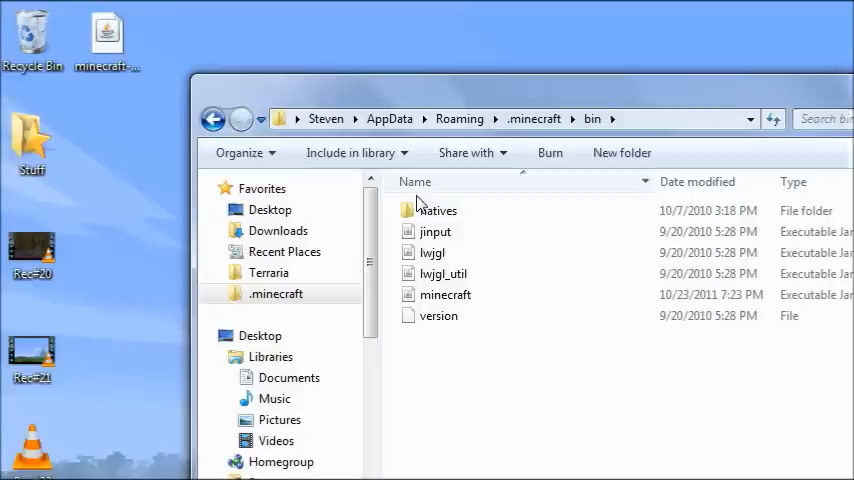 Recycle Bin
minecraft-...
Stuff
Rec#20
Rec#21
Steven
AppData
Roaming
.minecraft
bin
Search bin
Organize
Include in library
Share with
Burn
New folder
Favorites
Desktop
Downloads
Recent Places
Terraria
.minecraft
Desktop
Libraries
Documents
Music
Pictures
Videos
Homegroup
Name Date modified Type
natives 10/7/2010 3:18 PM File folder
jinput 9/20/2010 5:28 PM Executable Jar
lwjgl 9/20/2010 5:28 PM Executable Jar
lwjgl_util 9/20/2010 5:28 PM Executable Jar
minecraft 10/23/2011 7:23 PM Executable Jar
version 9/20/2010 5:28 PM File